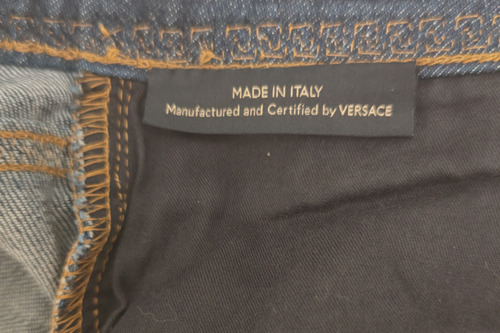 MADE IN ITALY
Manufactured and Certified by VERSACE